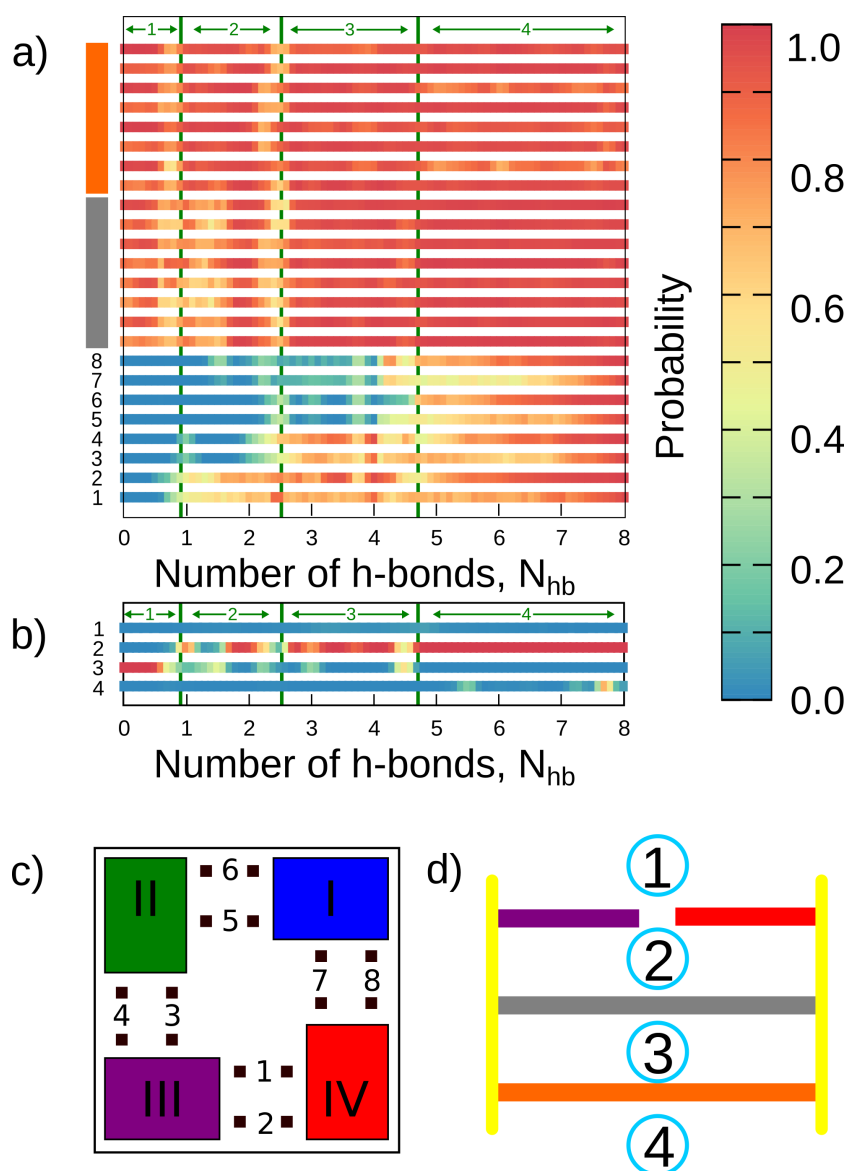 a)
1 2 3 4
8
7
6
5
4
3
2
1
0 1 2 3 4 5 6 7 8
Number of h-bonds, Nhb
Probability
1.0
0.8
0.6
0.4
0.2
0.0
b)
1 2 3 4
1
2
3
4
0 1 2 3 4 5 6 7 8
Number of h-bonds, Nhb
c)
II 6 I
5
7 8
4 3
III 1 IV
2
d)
1
2
3
4